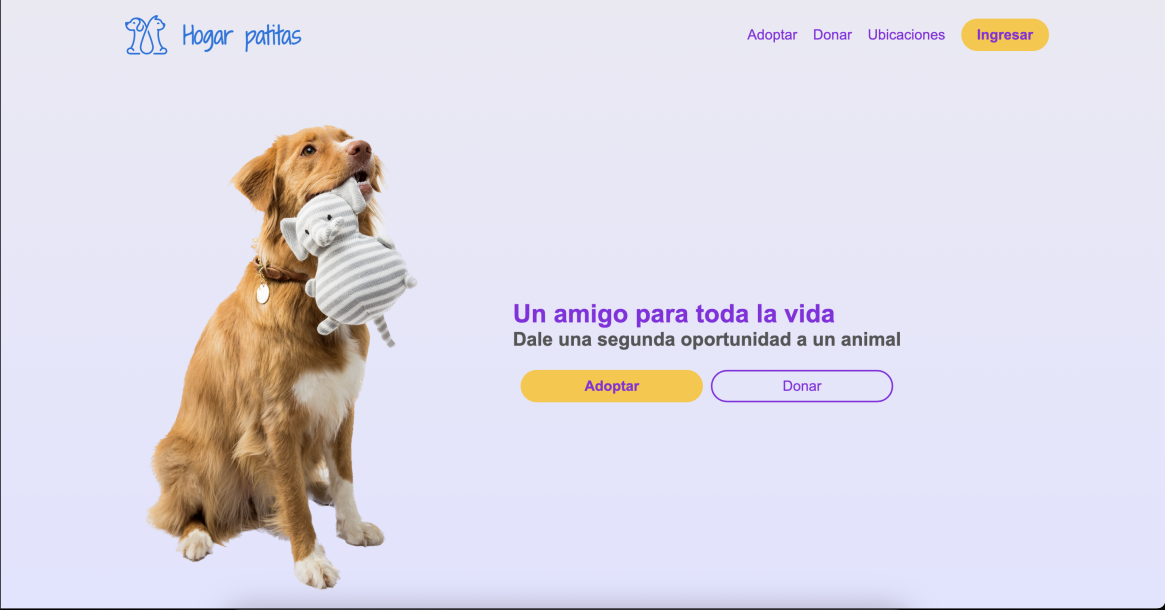 Hogar patitas
Adoptar Donar Ubicaciones Ingresar
Un amigo para toda la vida
Dale una segunda oportunidad a un animal
Adoptar Donar